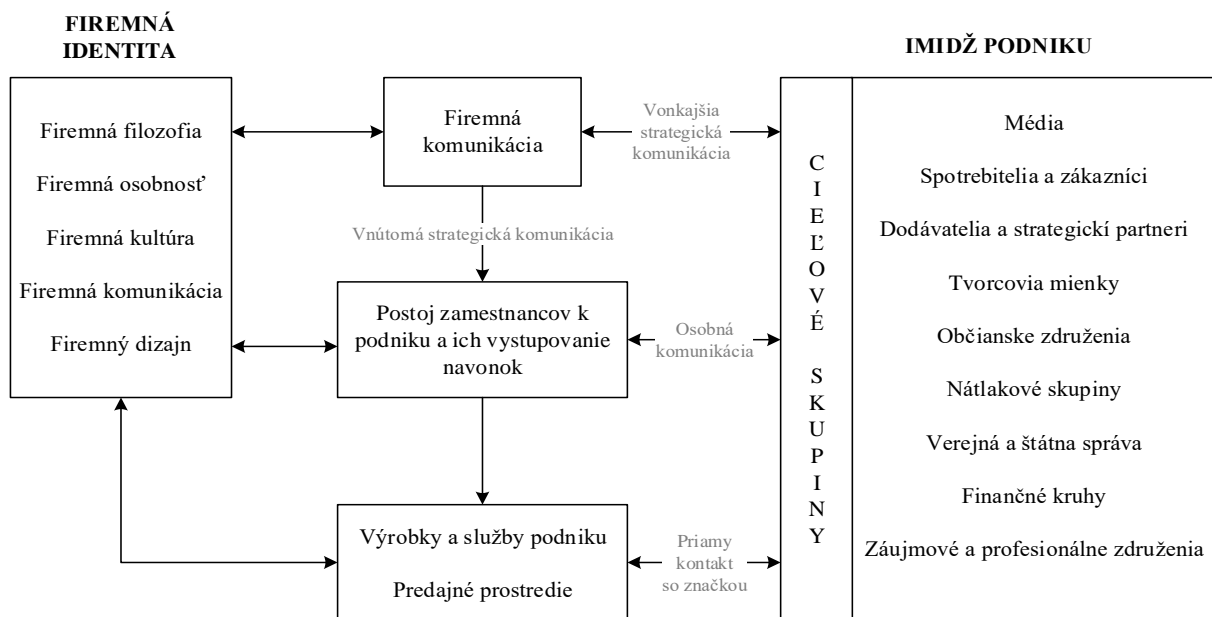 FIREMNÁ
IDENTITA
Firemná filozofia
Firemná osobnosť
Firemná kultúra
Firemná komunikácia
Firemný dizajn
Firemná
komunikácia
Vnútorná strategická komunikácia
Postoj zamestnancov k
podniku a ich vystupovanie
navonok
Výrobky a služby podniku
Predajné prostredie
Vonkajšia
strategická
komunikácia
Osobná
komunikácia
Priamy
kontakt
so značkou
IMIDŽ PODNIKU
C
I
E
Ľ
O
V
É
S
K
U
P
I
N
Y
Média
Spotrebitelia a zákazníci
Dodávatelia a strategickí partneri
Tvorcovia mienky
Občianske združenia
Nátlakové skupiny
Verejná a štátna správa
Finančné kruhy
Záujmové a profesionálne združenia